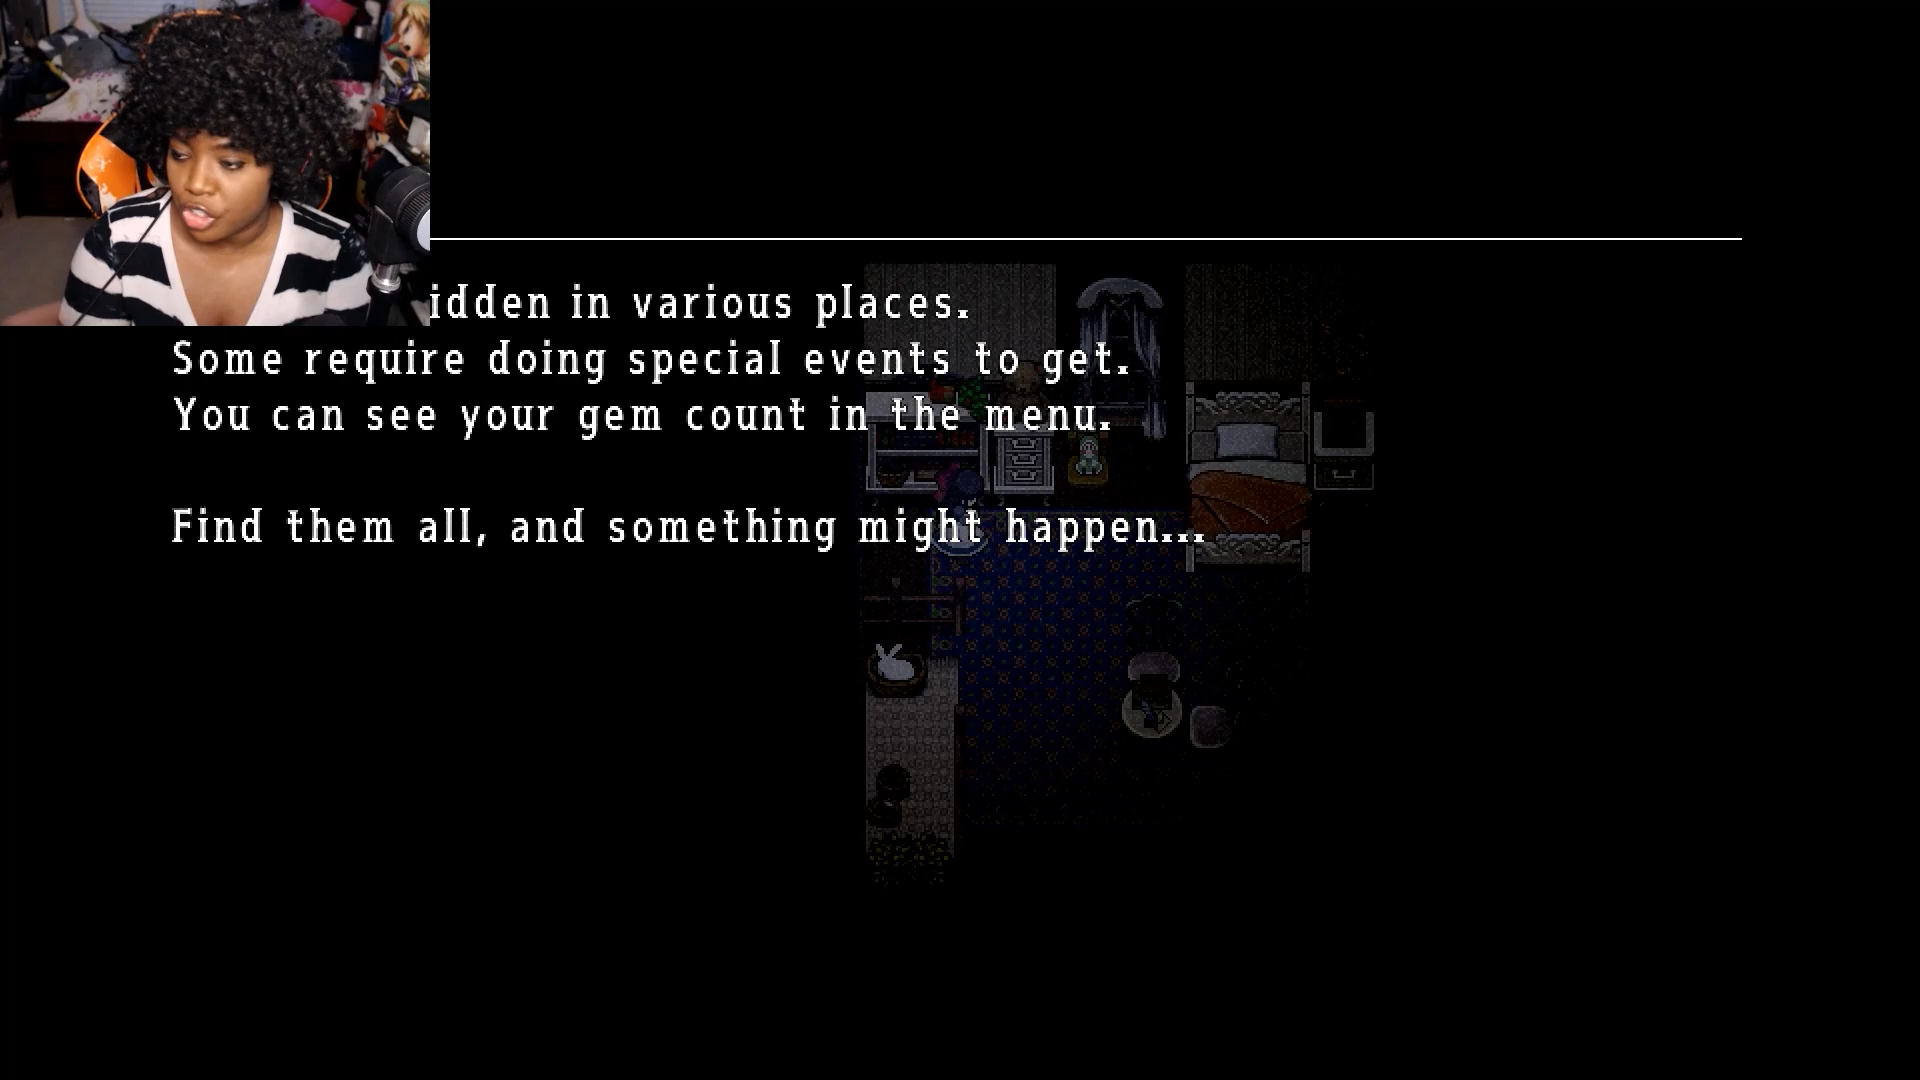 idden in various places.
Some require doing special events to get.
You can see your gem count in the menu.
Find them all, and something might happen...